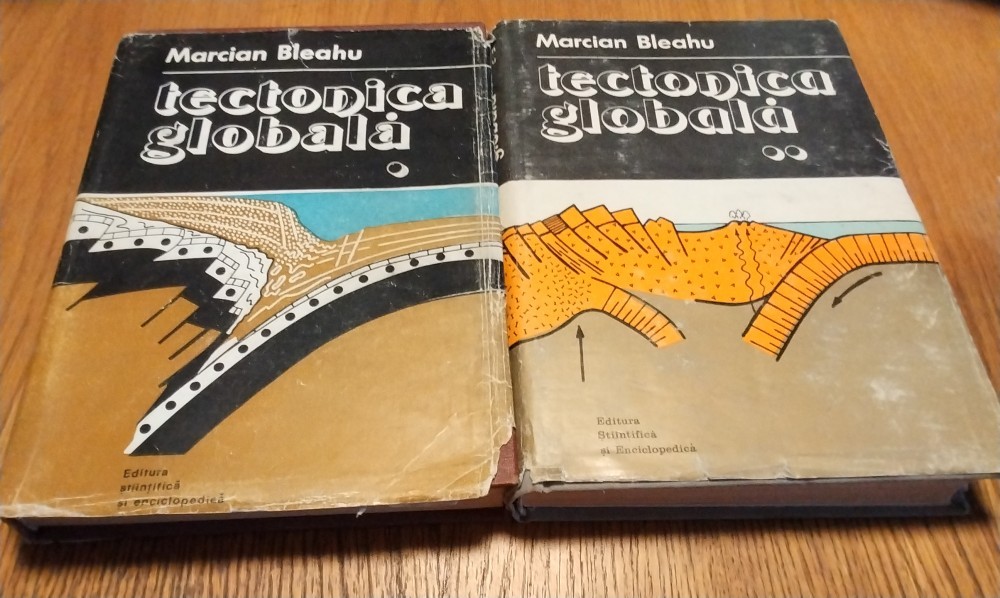 Marcian Bleahu
tectonica
globală
Editura
științifică
și enciclopedică
Marcian Bleahu
tectonica
globală
Editura
Științifică
și Enciclopedică